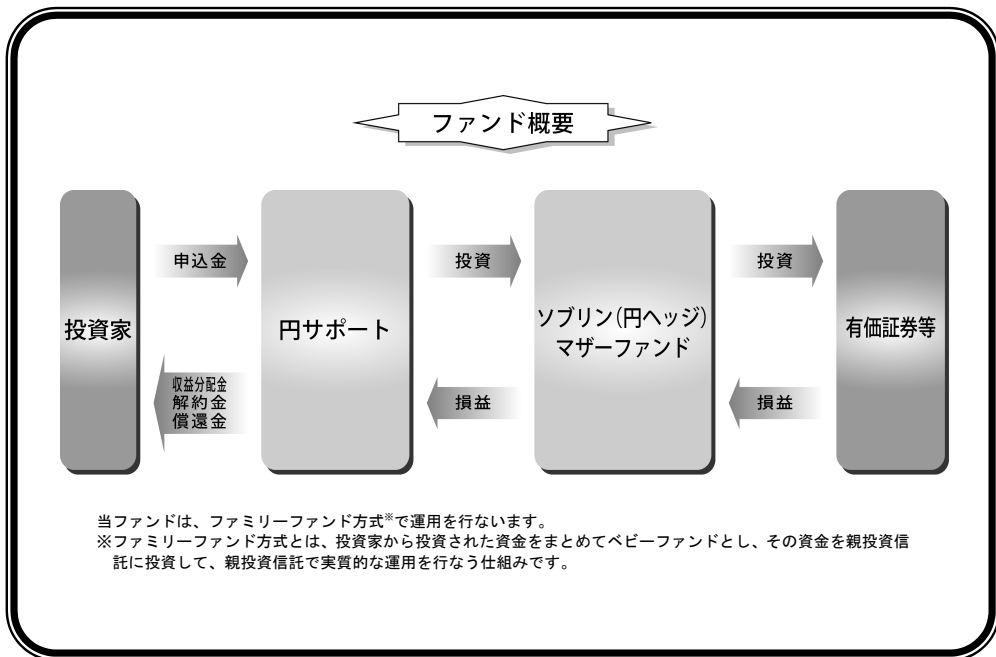 ファンド概要
投資家
申込金
収益分配金
解約金
償還金
円サポート
投資
損益
ソブリン(円ヘッジ)
マザーファンド
投資
損益
有価証券等
当ファンドは、ファミリーファンド方式※で運用を行ないます。
※ファミリーファンド方式とは、投資家から投資された資金をまとめてベビーファンドとし、その資金を親投資信
託に投資して、親投資信託で実質的な運用を行なう仕組みです。